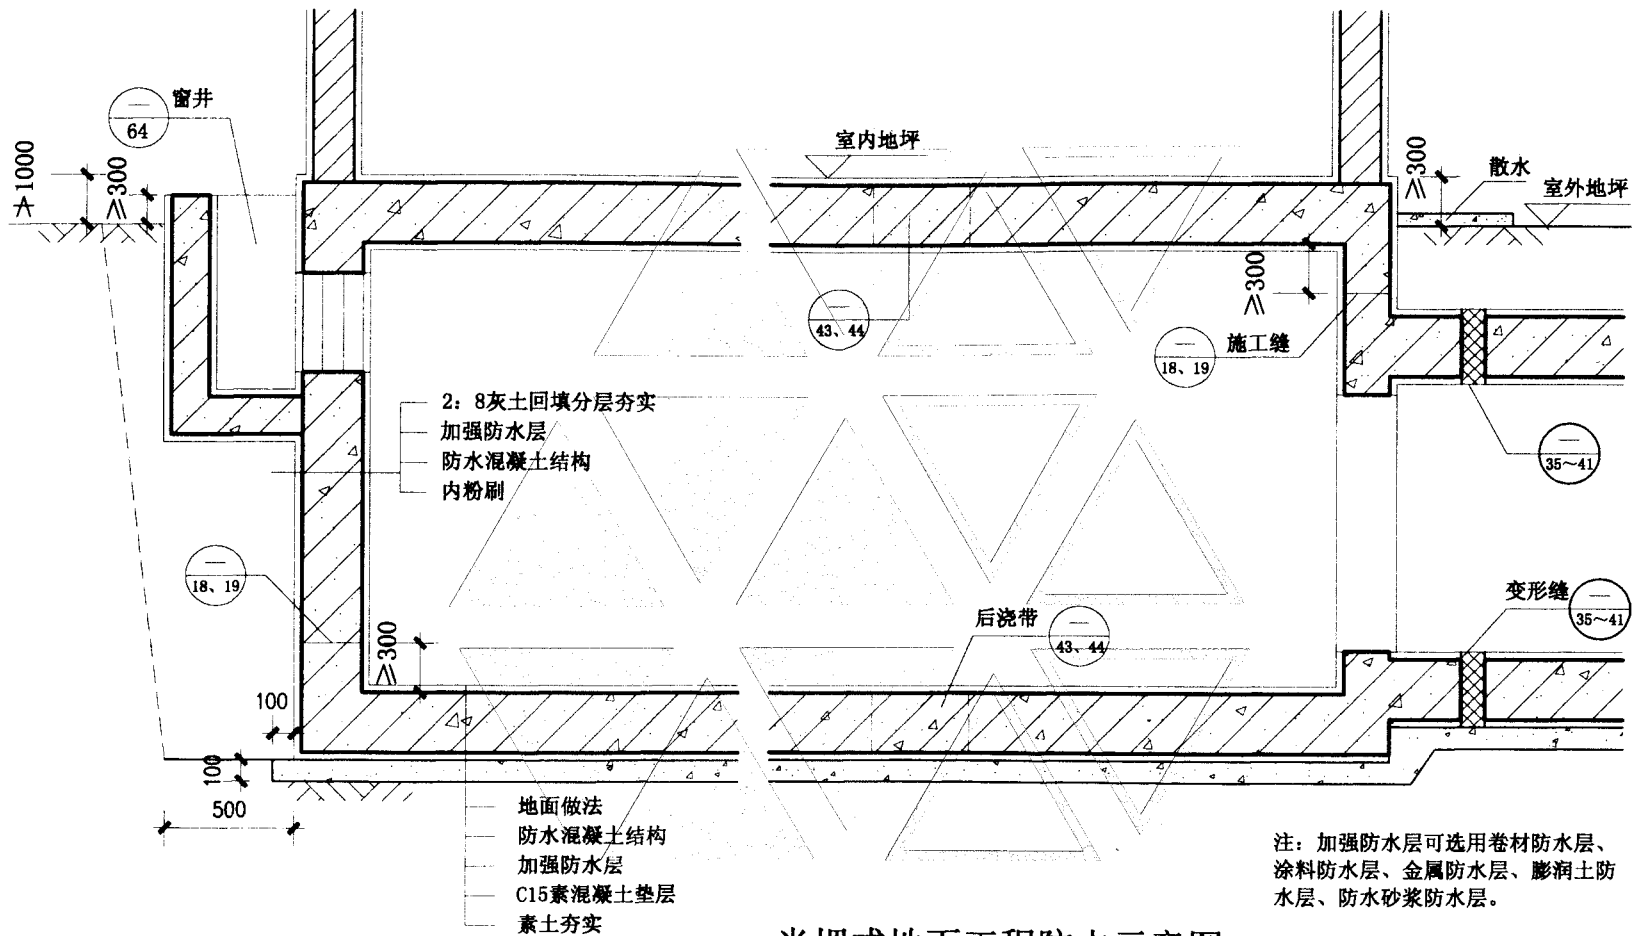 窗井
—
64
≯1000
≥300
室内地坪
≥300
散水
室外地坪
—
43、44
≥300
—
18、19
施工缝
2：8灰土回填分层夯实
加强防水层
防水混凝土结构
内粉刷
—
35～41
—
18、19
≥300
后浇带
—
43、44
变形缝
—
35～41
100
100
500
地面做法
防水混凝土结构
加强防水层
C15素混凝土垫层
素土夯实
注：加强防水层可选用卷材防水层、
涂料防水层、金属防水层、膨润土防
水层、防水砂浆防水层。